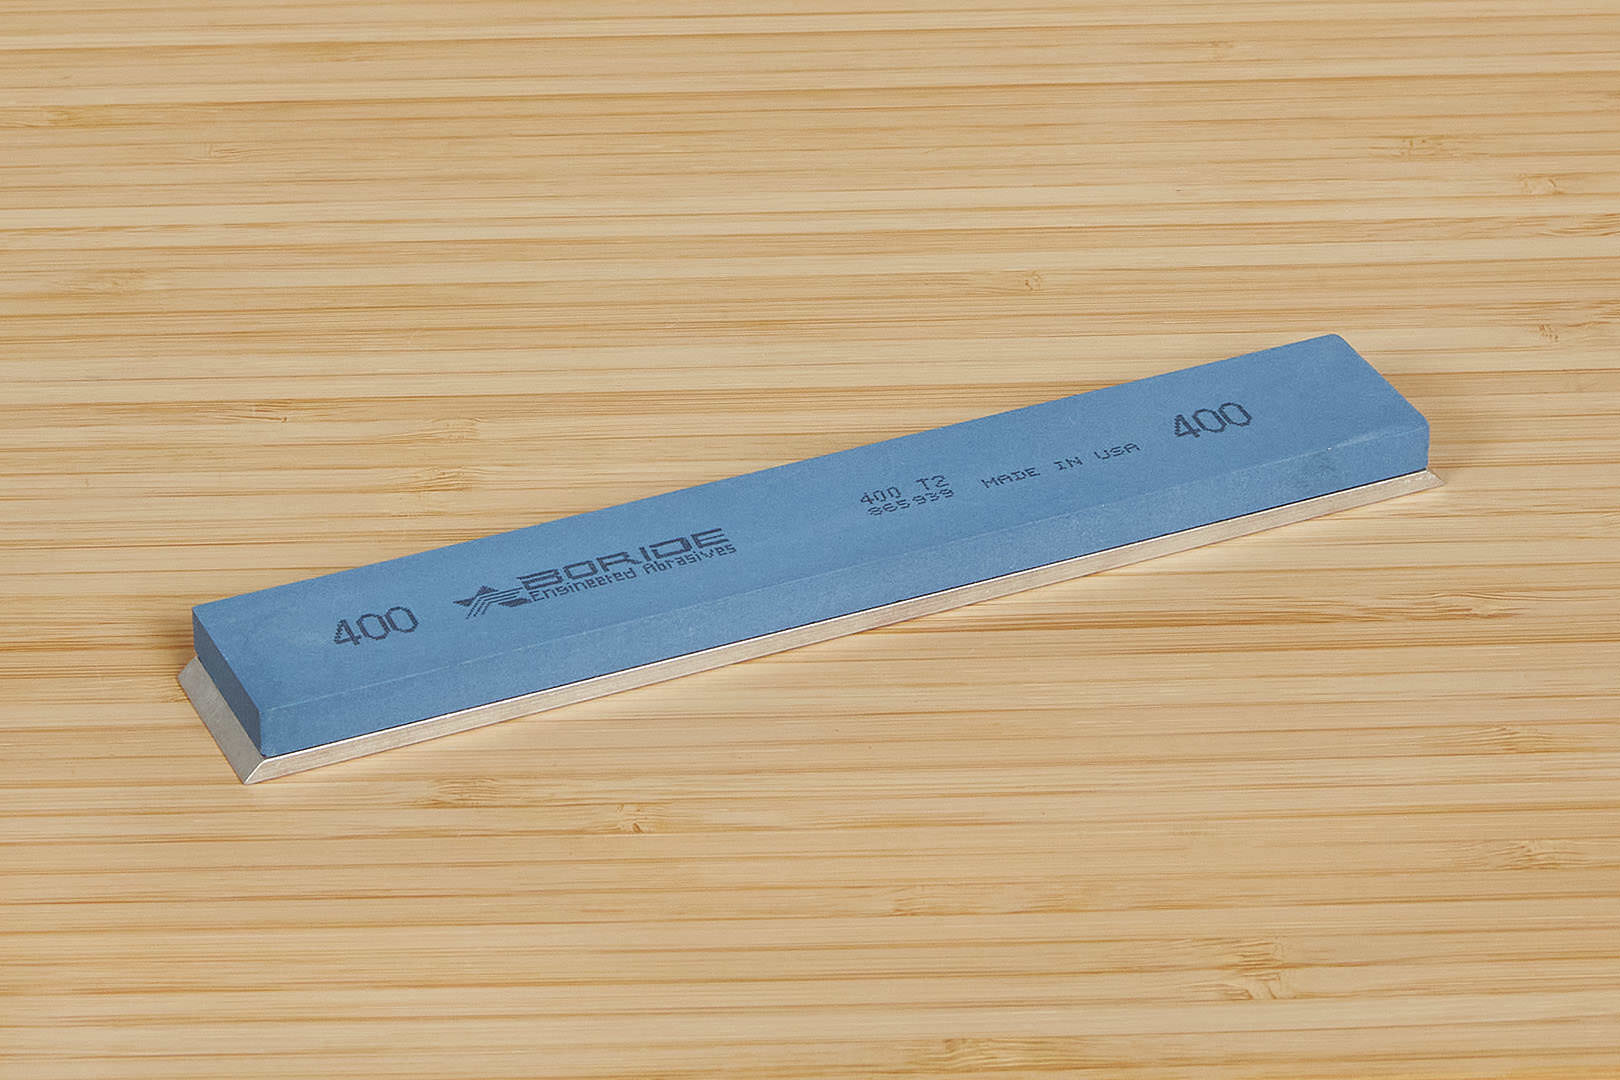 400
BORIDE
Engineered Abrasives
400 T2
865939
MADE IN USA
400